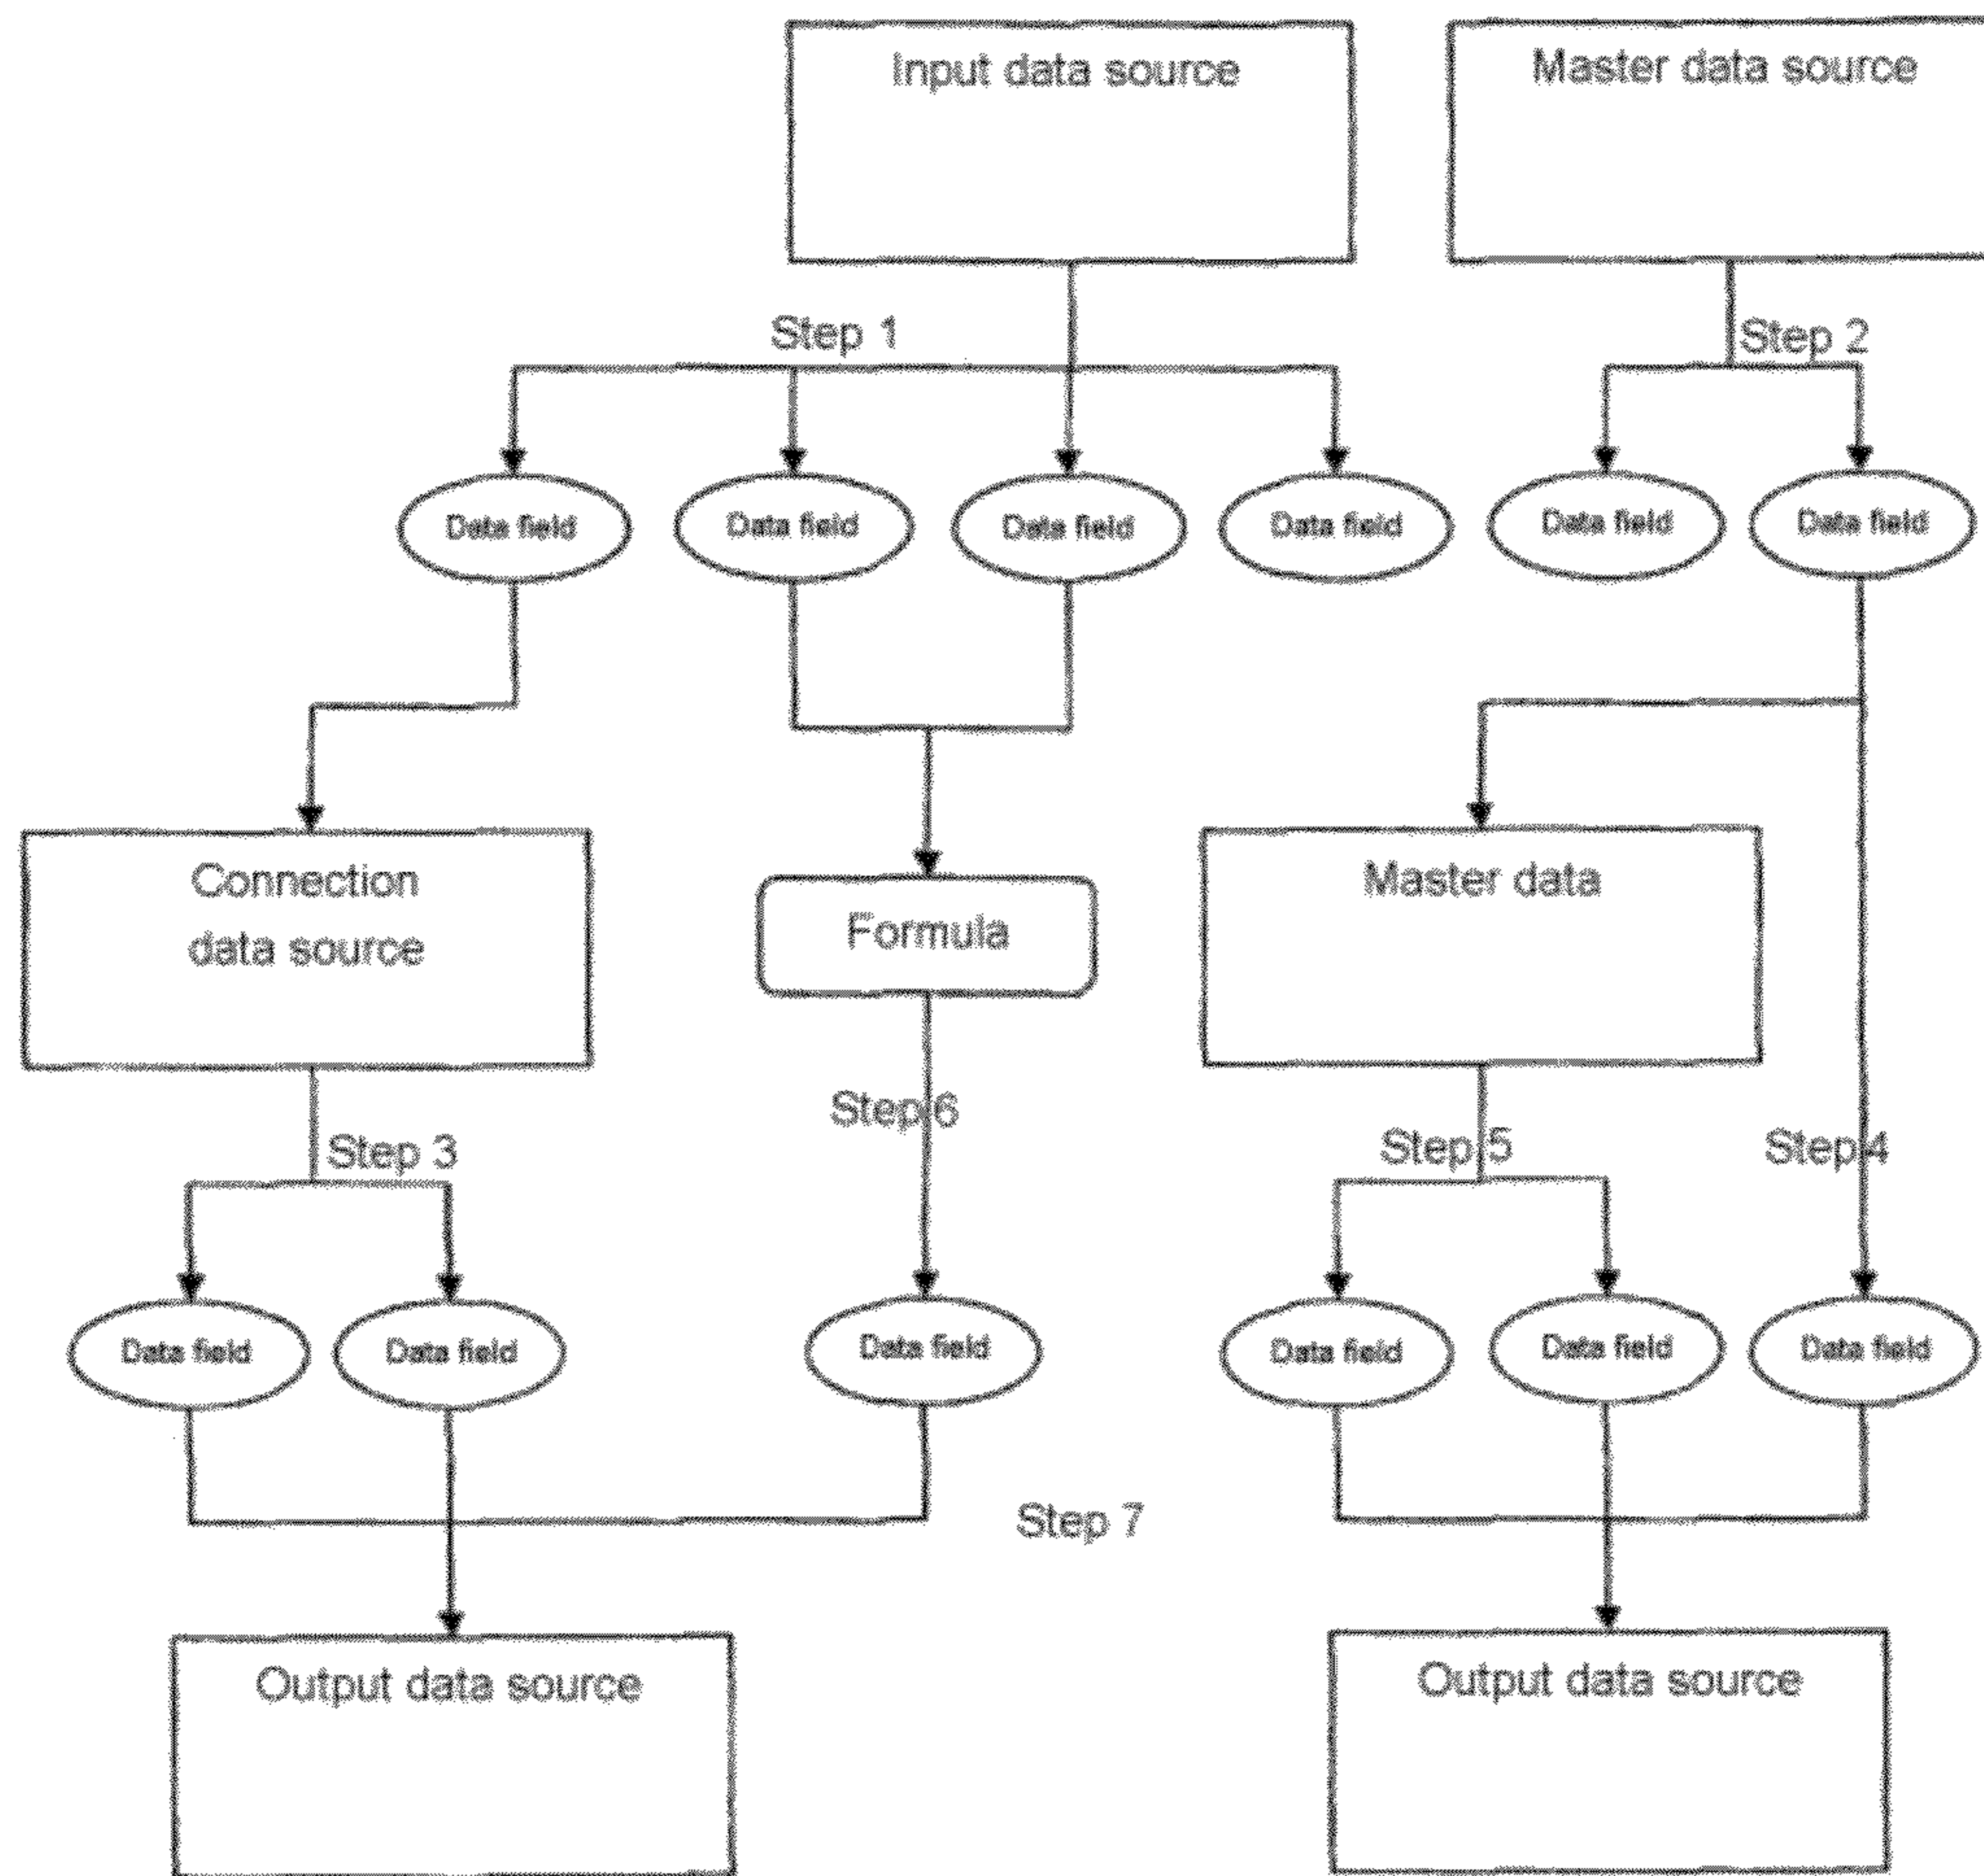 Input data source
Master data source
Step 1
Step 2
Data field
Data field
Data field
Data field
Data field
Data field
Connection
data source
Formula
Master data
Step 6
Step 3
Step 5
Step 4
Data field
Data field
Data field
Data field
Data field
Data field
Step 7
Output data source
Output data source